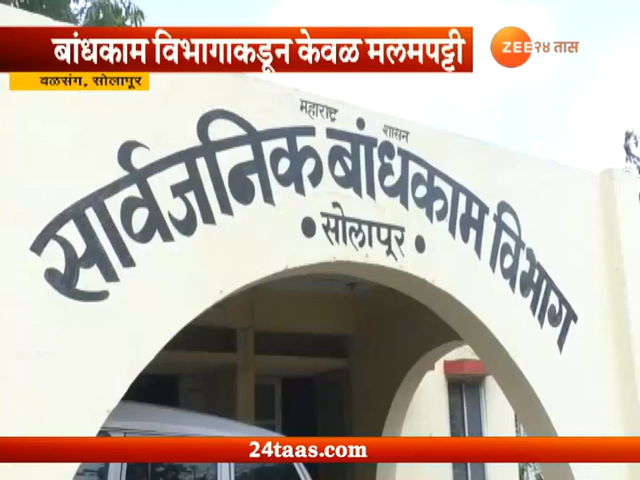 बांधकाम विभागाकडून केवळ मलमपट्टी
ZEE २४ तास
वळसंग, सोलापूर
महाराष्ट्र शासन
सार्वजनिक बांधकाम विभाग
• सोलापूर •
24taas.com